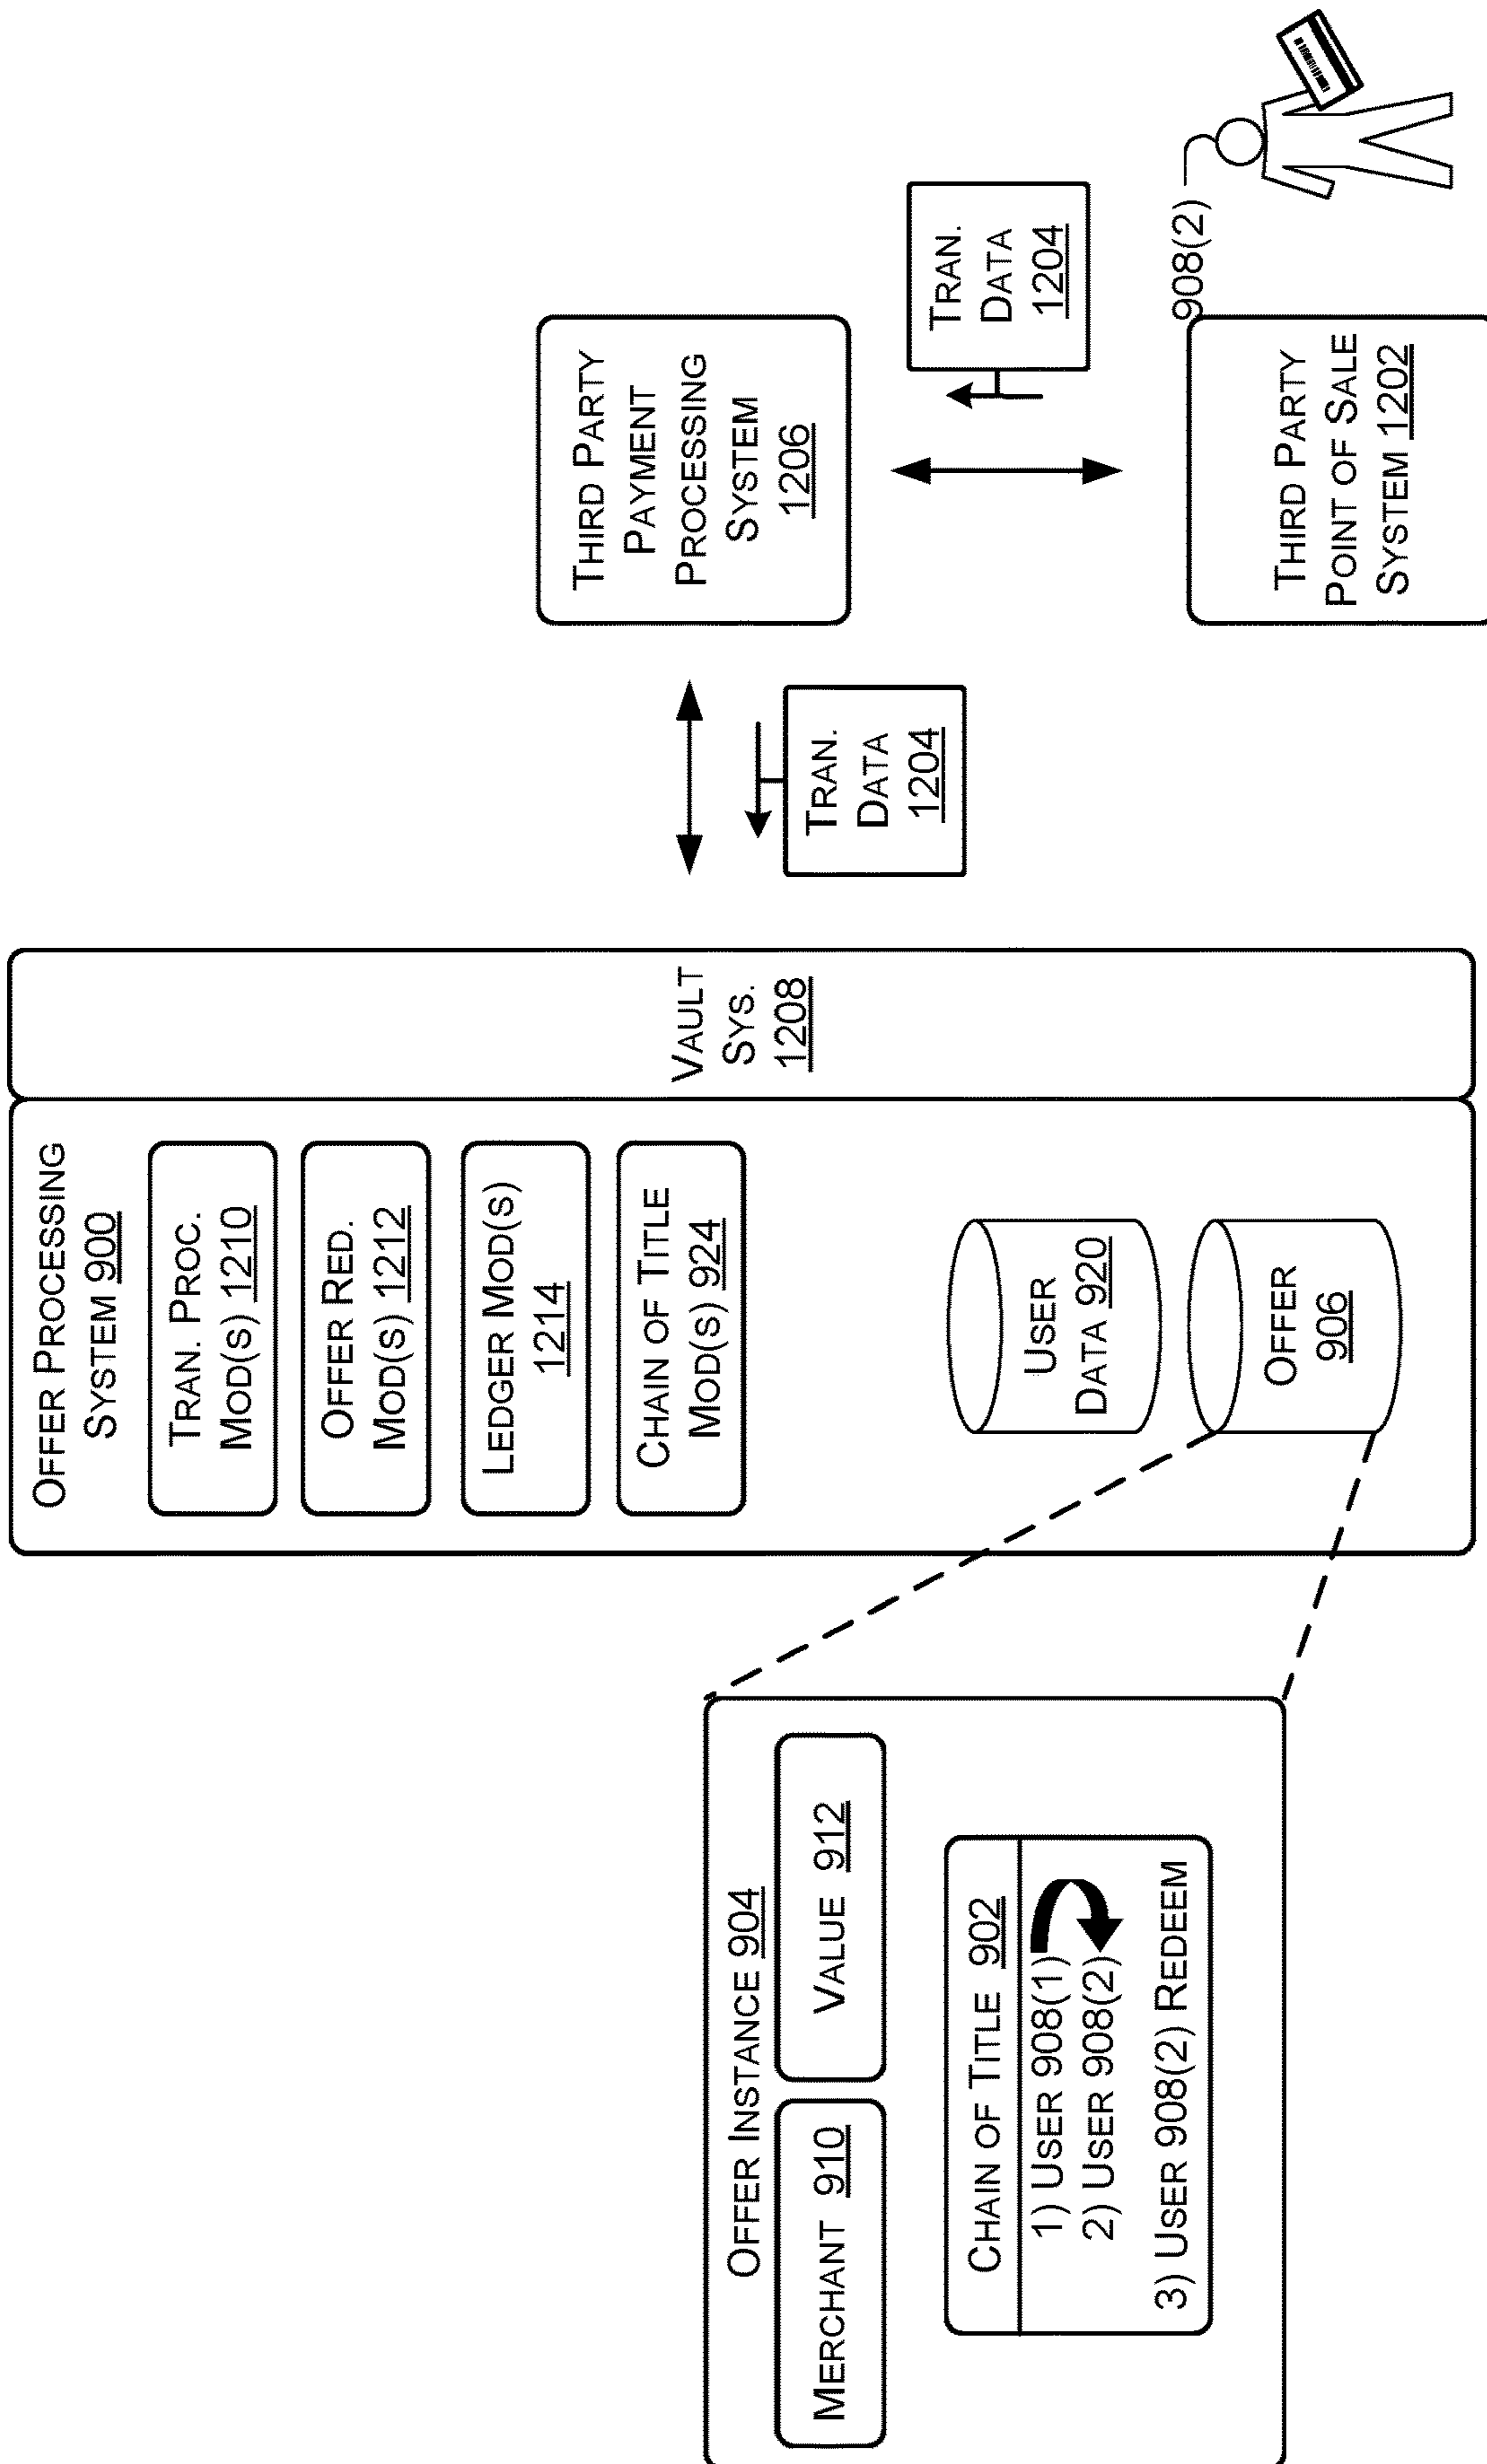 OFFER INSTANCE 904
MERCHANT 910
VALUE 912
CHAIN OF TITLE 902
1) USER 908(1)
2) USER 908(2)
3) USER 908(2) REDEEM
OFFER PROCESSING
SYSTEM 900
TRAN. PROC.
MOD(S) 1210
OFFER RED.
MOD(S) 1212
LEDGER MOD(S)
1214
CHAIN OF TITLE
MOD(S) 924
USER
DATA 920
OFFER
906
VAULT
SYS.
1208
TRAN.
DATA
1204
THIRD PARTY
PAYMENT
PROCESSING
SYSTEM
1206
TRAN.
DATA
1204
THIRD PARTY
POINT OF SALE
SYSTEM 1202
908(2)